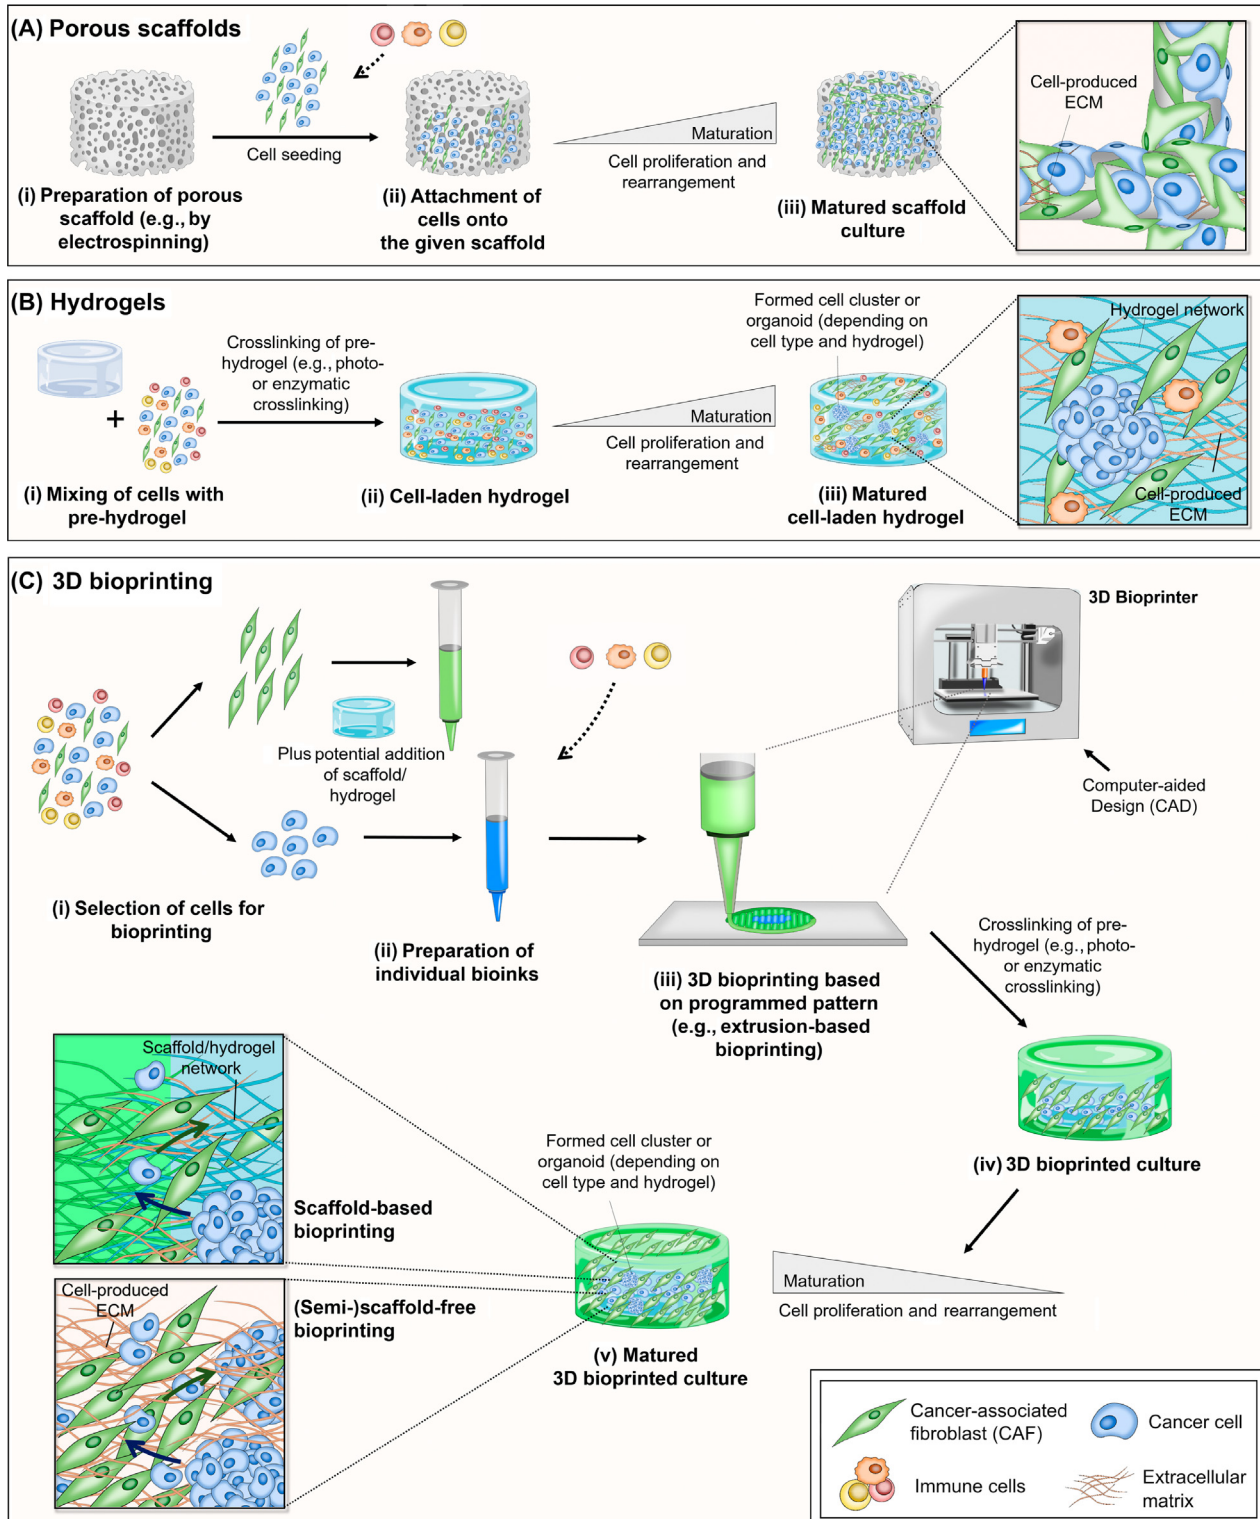 (A) Porous scaffolds
Cell seeding
Maturation
Cell proliferation and
rearrangement
Cell-produced
ECM
(i) Preparation of porous
scaffold (e.g., by
electrospinning)
(ii) Attachment of
cells onto
the given scaffold
(iii) Matured scaffold
culture
(B) Hydrogels
Crosslinking of pre-
hydrogel (e.g., photo-
or enzymatic
crosslinking)
+
Maturation
Cell proliferation and
rearrangement
Formed cell cluster or
organoid (depending on
cell type and hydrogel)
Hydrogel network
Cell-produced
ECM
(i) Mixing of cells with
pre-hydrogel
(ii) Cell-laden hydrogel
(iii) Matured
cell-laden hydrogel
(C) 3D bioprinting
3D Bioprinter
Plus potential addition
of scaffold/
hydrogel
Computer-aided
Design (CAD)
(i) Selection of cells for
bioprinting
(ii) Preparation of
individual bioinks
(iii) 3D bioprinting based
on programmed pattern
(e.g., extrusion-based
bioprinting)
Crosslinking of pre-
hydrogel (e.g., photo-
or enzymatic
crosslinking)
(iv) 3D bioprinted culture
Maturation
Cell proliferation and rearrangement
Formed cell cluster or
organoid (depending on
cell type and hydrogel)
(v) Matured
3D bioprinted culture
Scaffold/hydrogel
network
Scaffold-based
bioprinting
Cell-produced
ECM
(Semi-)scaffold-free
bioprinting
Cancer-associated
fibroblast (CAF)
Cancer cell
Immune cells
Extracellular
matrix